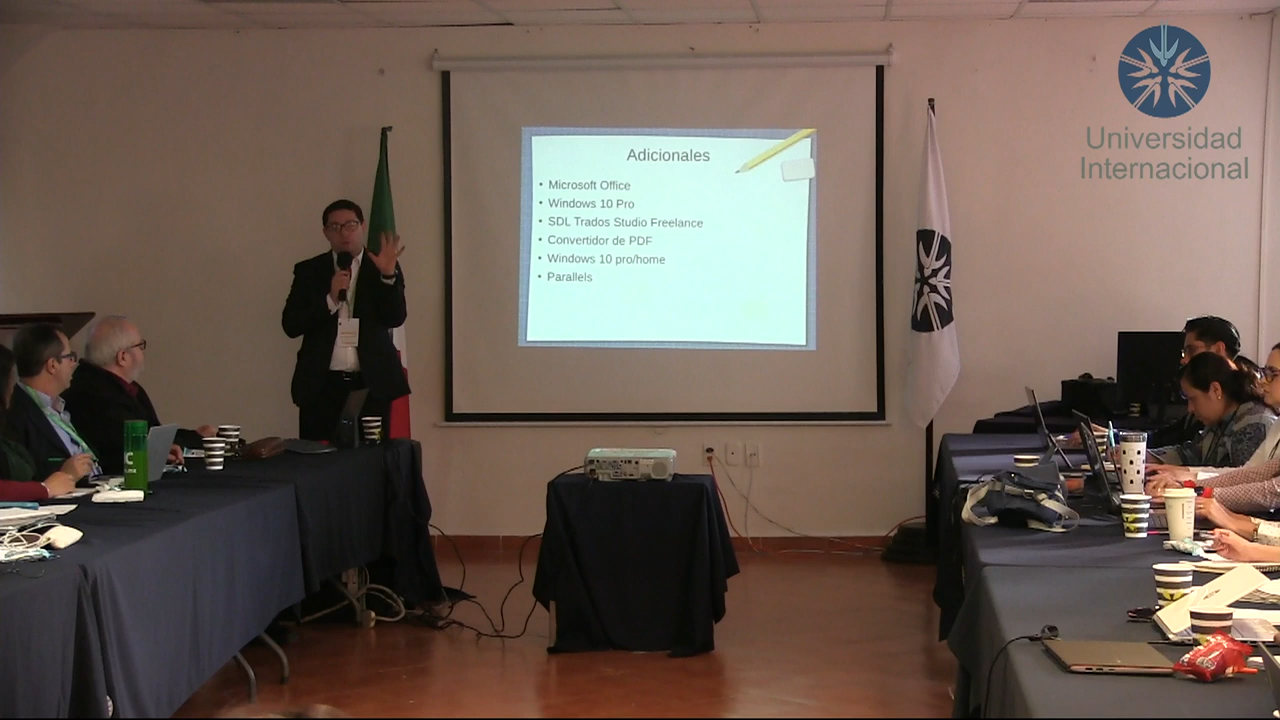 Universidad
Internacional
Adicionales
• Microsoft Office
• Windows 10 Pro
• SDL Trados Studio Freelance
• Convertidor de PDF
• Windows 10 pro/home
• Parallels